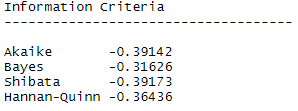 Information Criteria
------------------------------------
Akaike       -0.39142
Bayes        -0.31626
Shibata      -0.39173
Hannan-Quinn -0.36436